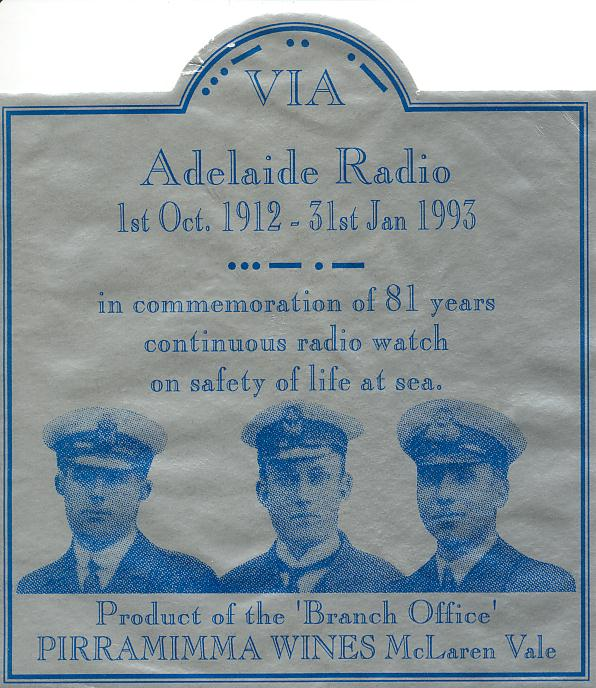 VIA
Adelaide Radio
1st Oct. 1912 - 31st Jan 1993
in commemoration of 81 years
continuous radio watch
on safety of life at sea.
Product of the 'Branch Office'
PIRRAMIMMA WINES McLaren Vale